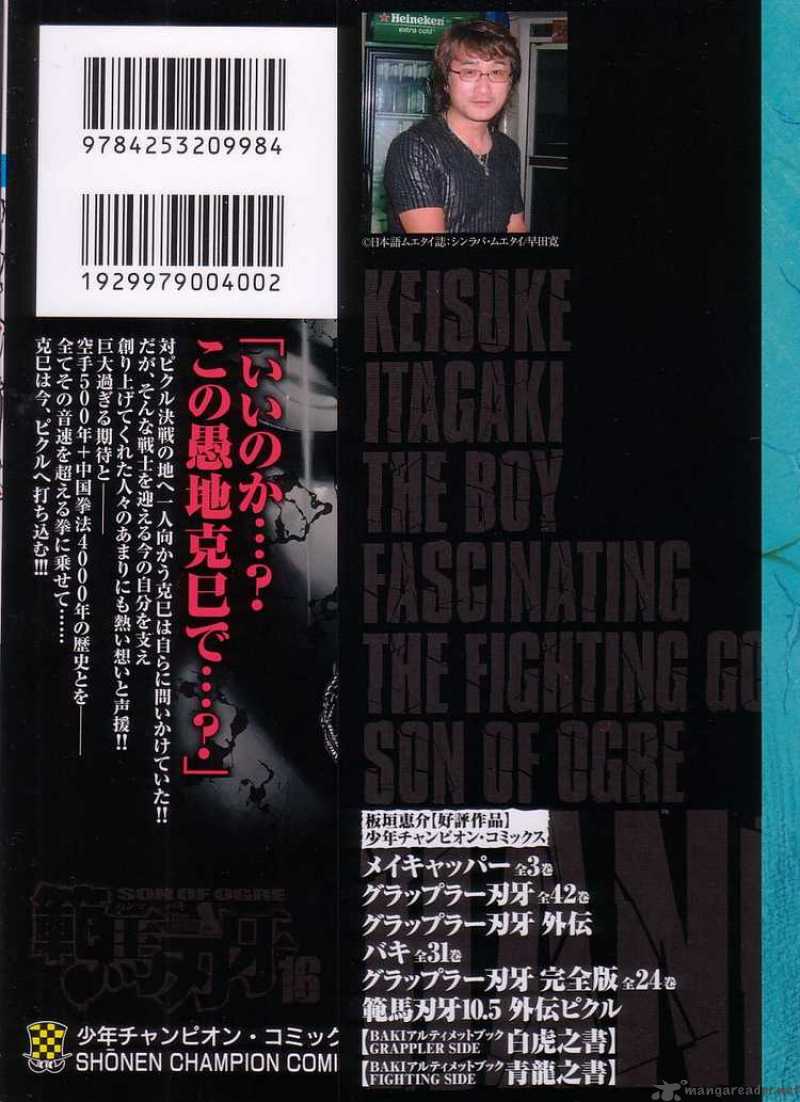 9784253209984
1929979004002
「いいのか…?
この愚地克巳で…?」
対ピクル決戦の地へ一人向かう克巳は自らに問いかけていた!!
だが、そんな戦士を迎える今の自分を支え
創り上げてくれた人々のあまりにも熱い想いと声援!!
巨大過ぎる期待と――
空手500年+中国拳法4000年の歴史とを――
全てその音速を超える拳に乗せて……
克巳は今、ピクルへ打ち込む!!!
SON OF OGRE
範馬刃牙 16
少年チャンピオン・コミック
SHŌNEN CHAMPION COMI
Heineken
extra cold
©日本語ムエタイ誌:シンラパ・ムエタイ/早田寛
KEISUKE
ITAGAKI
THE BOY
FASCINATING
THE FIGHTING GO
SON OF OGRE
板垣恵介【好評作品】
少年チャンピオン・コミックス
メイキャッパー 全3巻
グラップラー刃牙 全42巻
グラップラー刃牙 外伝
バキ 全31巻
グラップラー刃牙 完全版 全24巻
範馬刃牙10.5 外伝ピクル
【BAKIアルティメットブック GRAPPLER SIDE 白虎之書】
【BAKIアルティメットブック FIGHTING SIDE 青龍之書】
mangareader.net